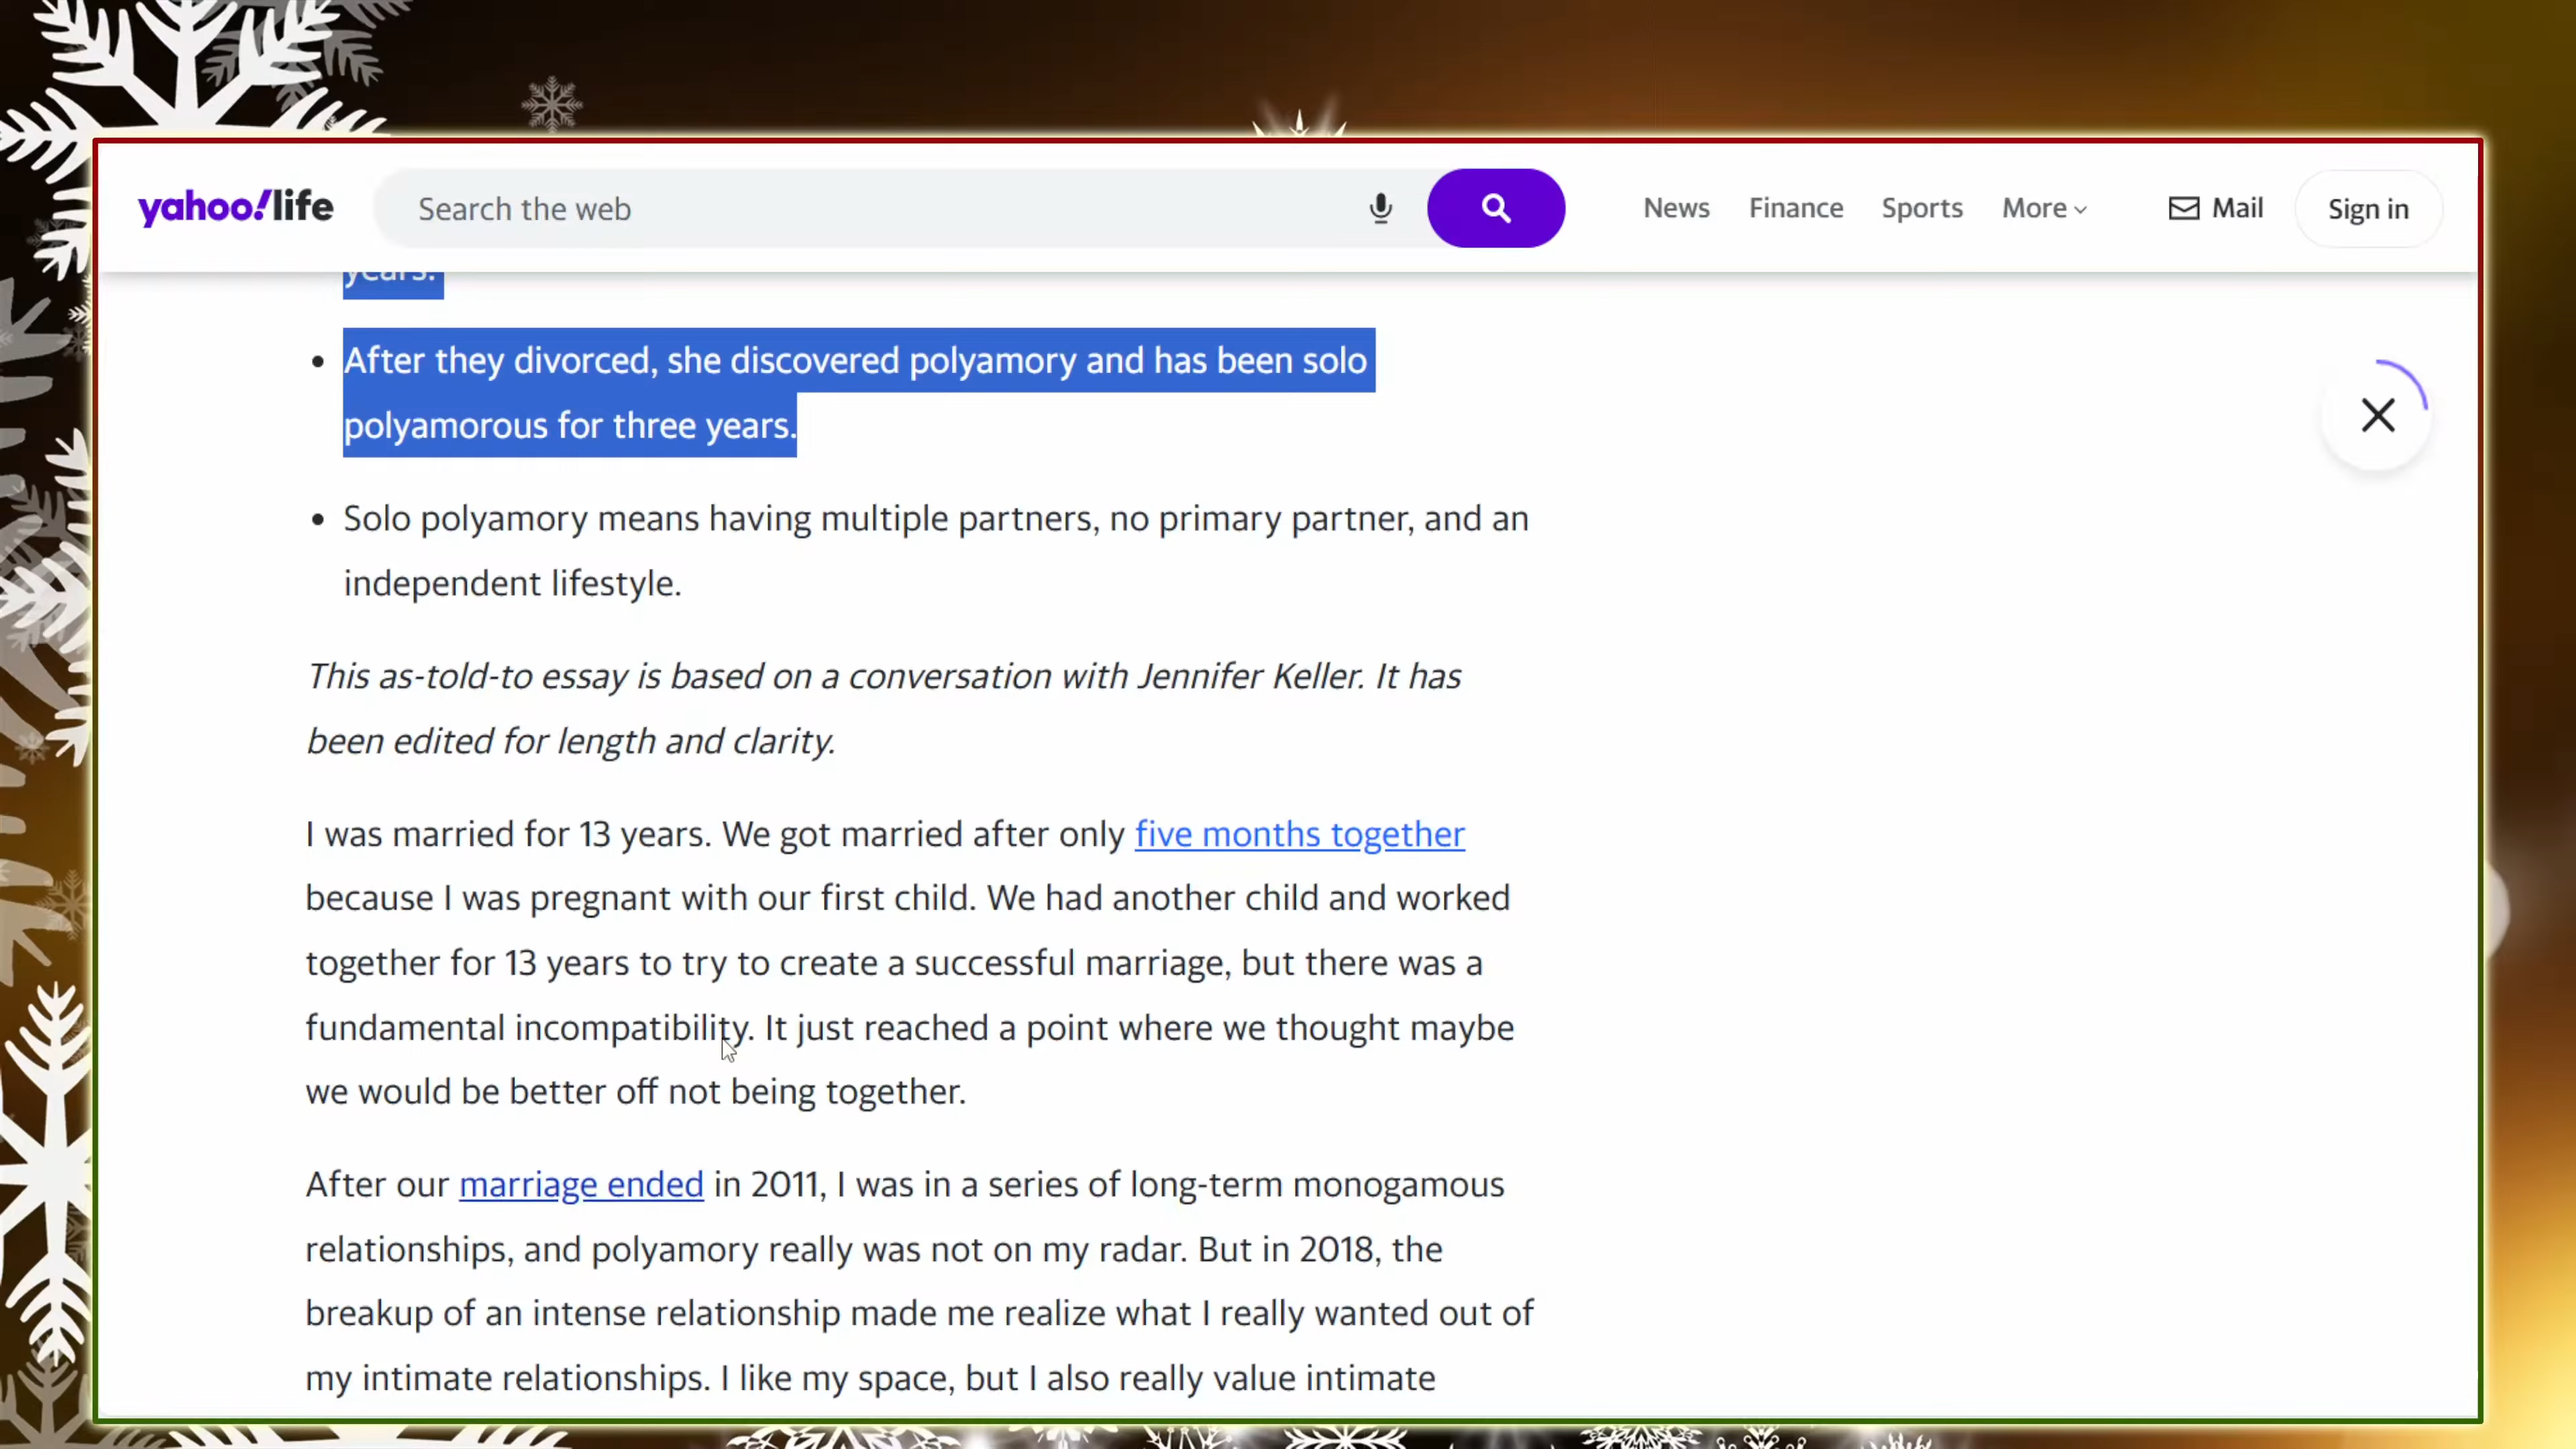 yahoo!life
Search the web
News
Finance
Sports
More
Mail
Sign in
years.
After they divorced, she discovered polyamory and has been solo
polyamorous for three years.
Solo polyamory means having multiple partners, no primary partner, and an
independent lifestyle.
This as-told-to essay is based on a conversation with Jennifer Keller. It has
been edited for length and clarity.
I was married for 13 years. We got married after only five months together
because I was pregnant with our first child. We had another child and worked
together for 13 years to try to create a successful marriage, but there was a
fundamental incompatibility. It just reached a point where we thought maybe
we would be better off not being together.
After our marriage ended in 2011, I was in a series of long-term monogamous
relationships, and polyamory really was not on my radar. But in 2018, the
breakup of an intense relationship made me realize what I really wanted out of
my intimate relationships. I like my space, but I also really value intimate